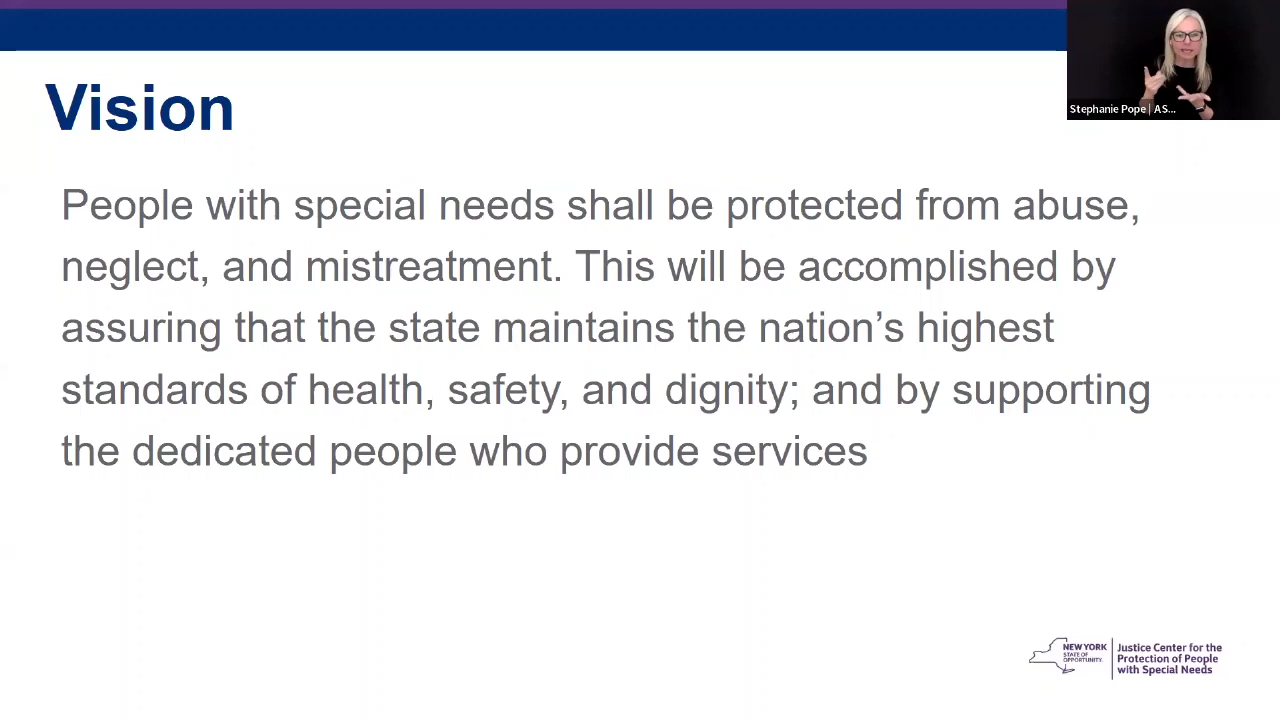 Vision
Stephanie Pope | AS...
People with special needs shall be protected from abuse,
neglect, and mistreatment. This will be accomplished by
assuring that the state maintains the nation’s highest
standards of health, safety, and dignity; and by supporting
the dedicated people who provide services
NEW YORK
STATE OF
OPPORTUNITY.
Justice Center for the
Protection of People
with Special Needs